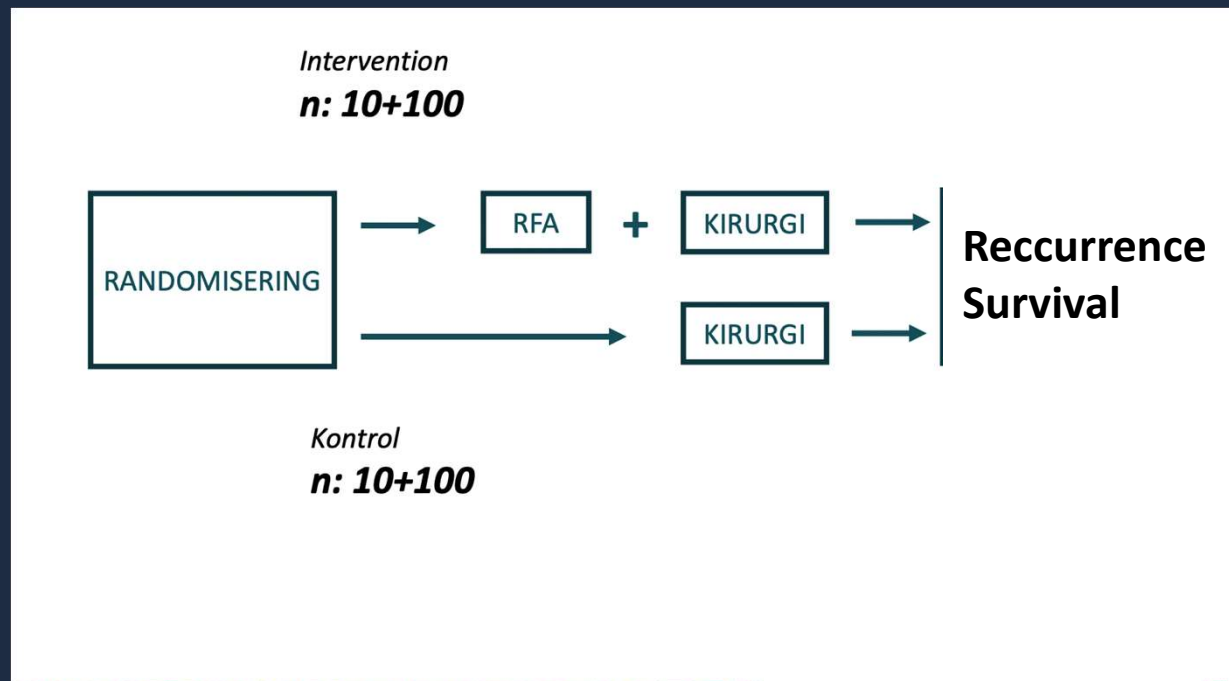 Intervention
n: 10+100
RANDOMISERING
RFA
+
KIRURGI
KIRURGI
Reccurrence
Survival
Kontrol
n: 10+100